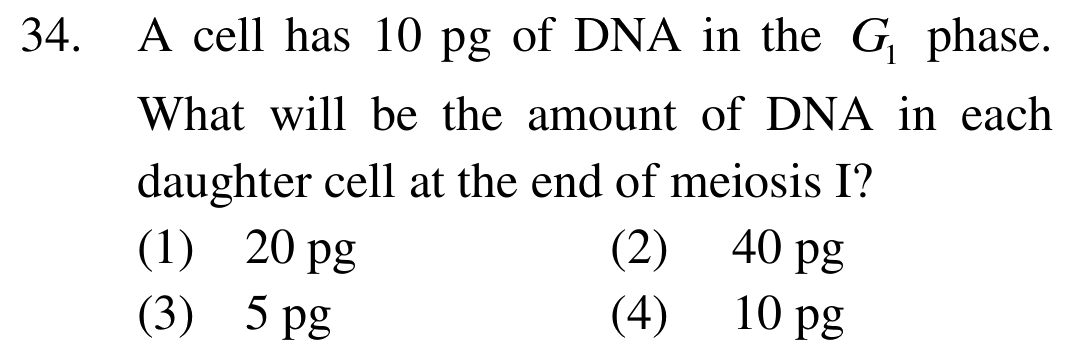 34. A cell has 10 pg of DNA in the G₁ phase.
What will be the amount of DNA in each
daughter cell at the end of meiosis I?
(1) 20 pg (2) 40 pg
(3) 5 pg (4) 10 pg